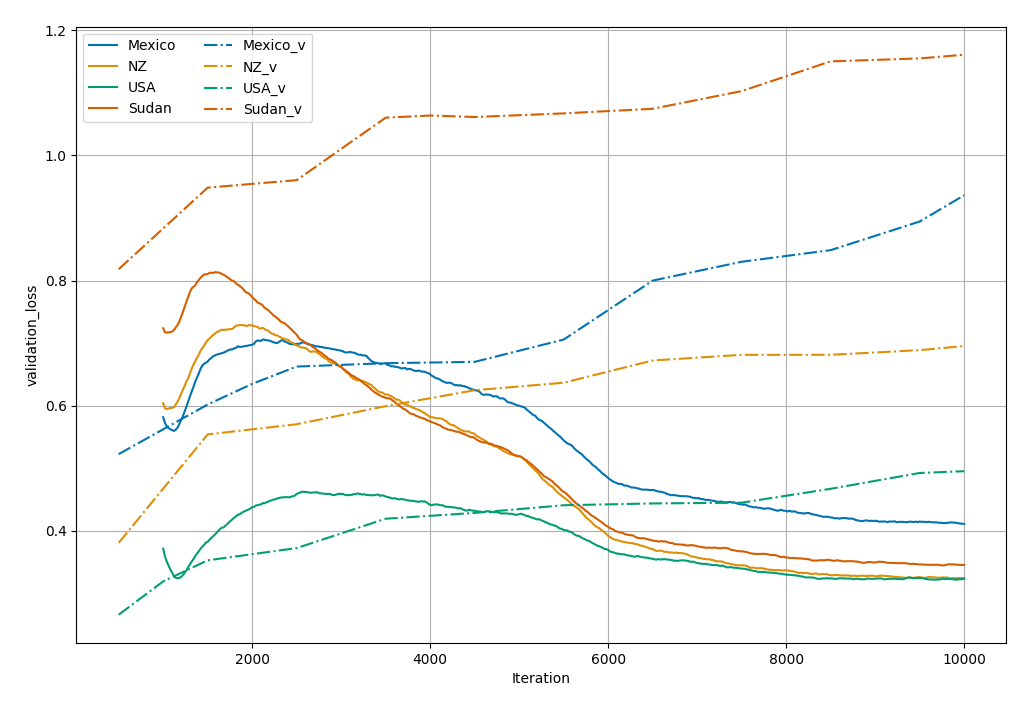 1.2
1.0
0.8
0.6
0.4
validation_loss
Mexico
NZ
USA
Sudan
Mexico_v
NZ_v
USA_v
Sudan_v
2000
4000
6000
8000
10000
Iteration